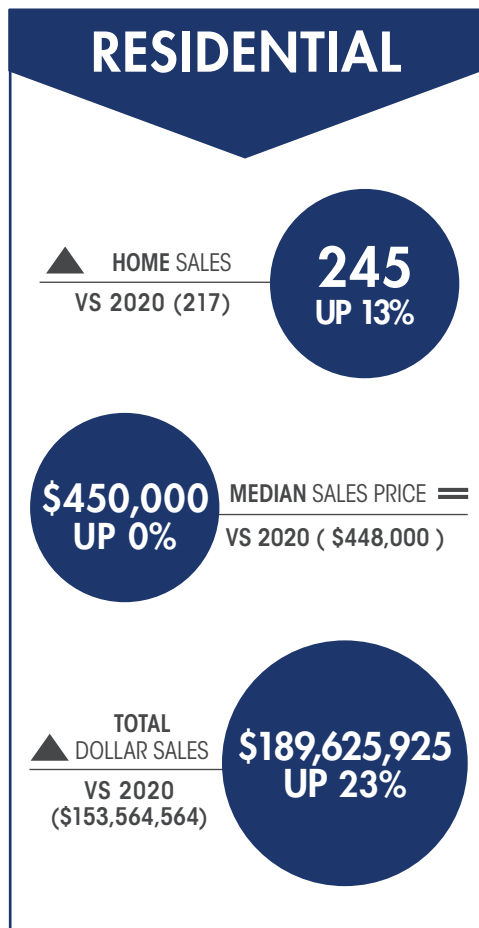 RESIDENTIAL
HOME SALES
VS 2020 (217)
245
UP 13%
$450,000
UP 0%
MEDIAN SALES PRICE
VS 2020 ( $448,000 )
TOTAL
DOLLAR SALES
VS 2020
($153,564,564)
$189,625,925
UP 23%